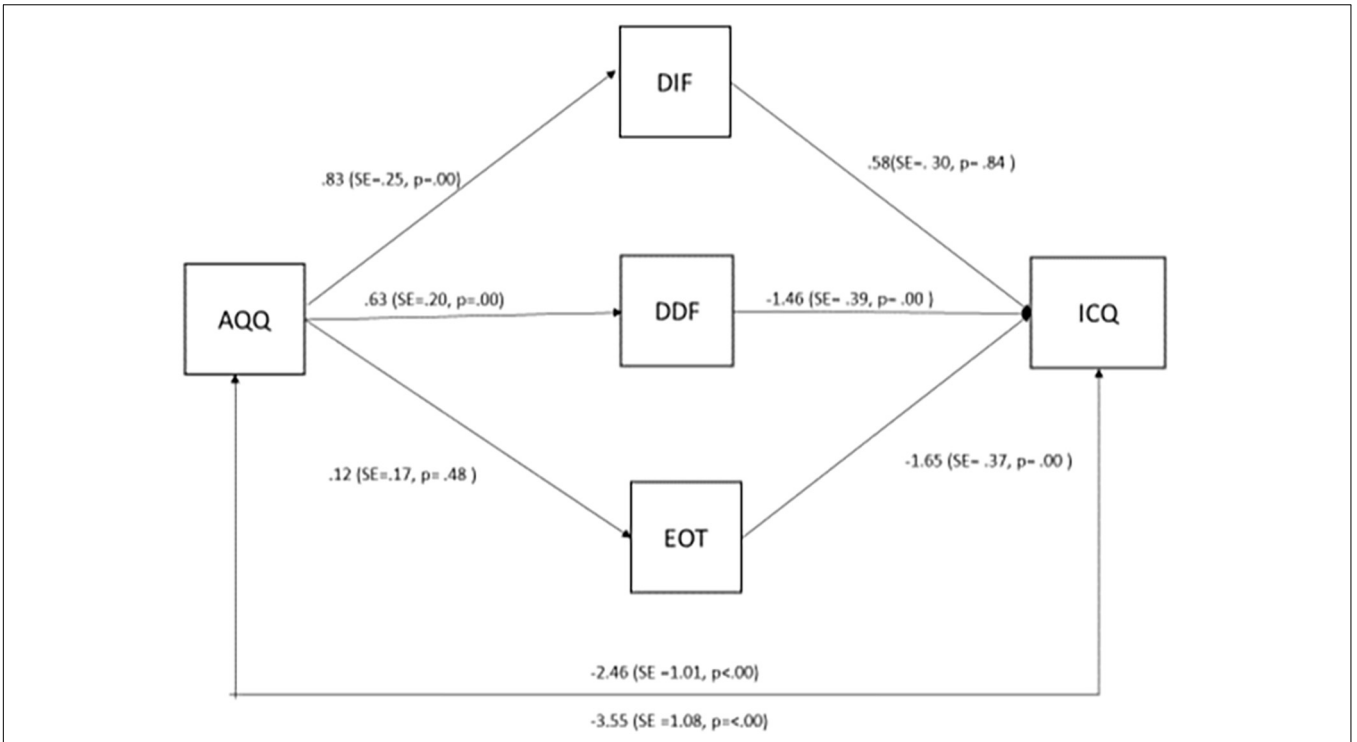 DIF
.58(SE=. 30, p= .84 )
.83 (SE=.25, p=.00)
AQQ
.63 (SE=.20, p=.00)
DDF
-1.46 (SE= .39, p= .00 )
ICQ
.12 (SE=.17, p= .48 )
-1.65 (SE= .37, p= .00 )
EOT
-2.46 (SE =1.01, p<.00)
-3.55 (SE =1.08, p=<.00)